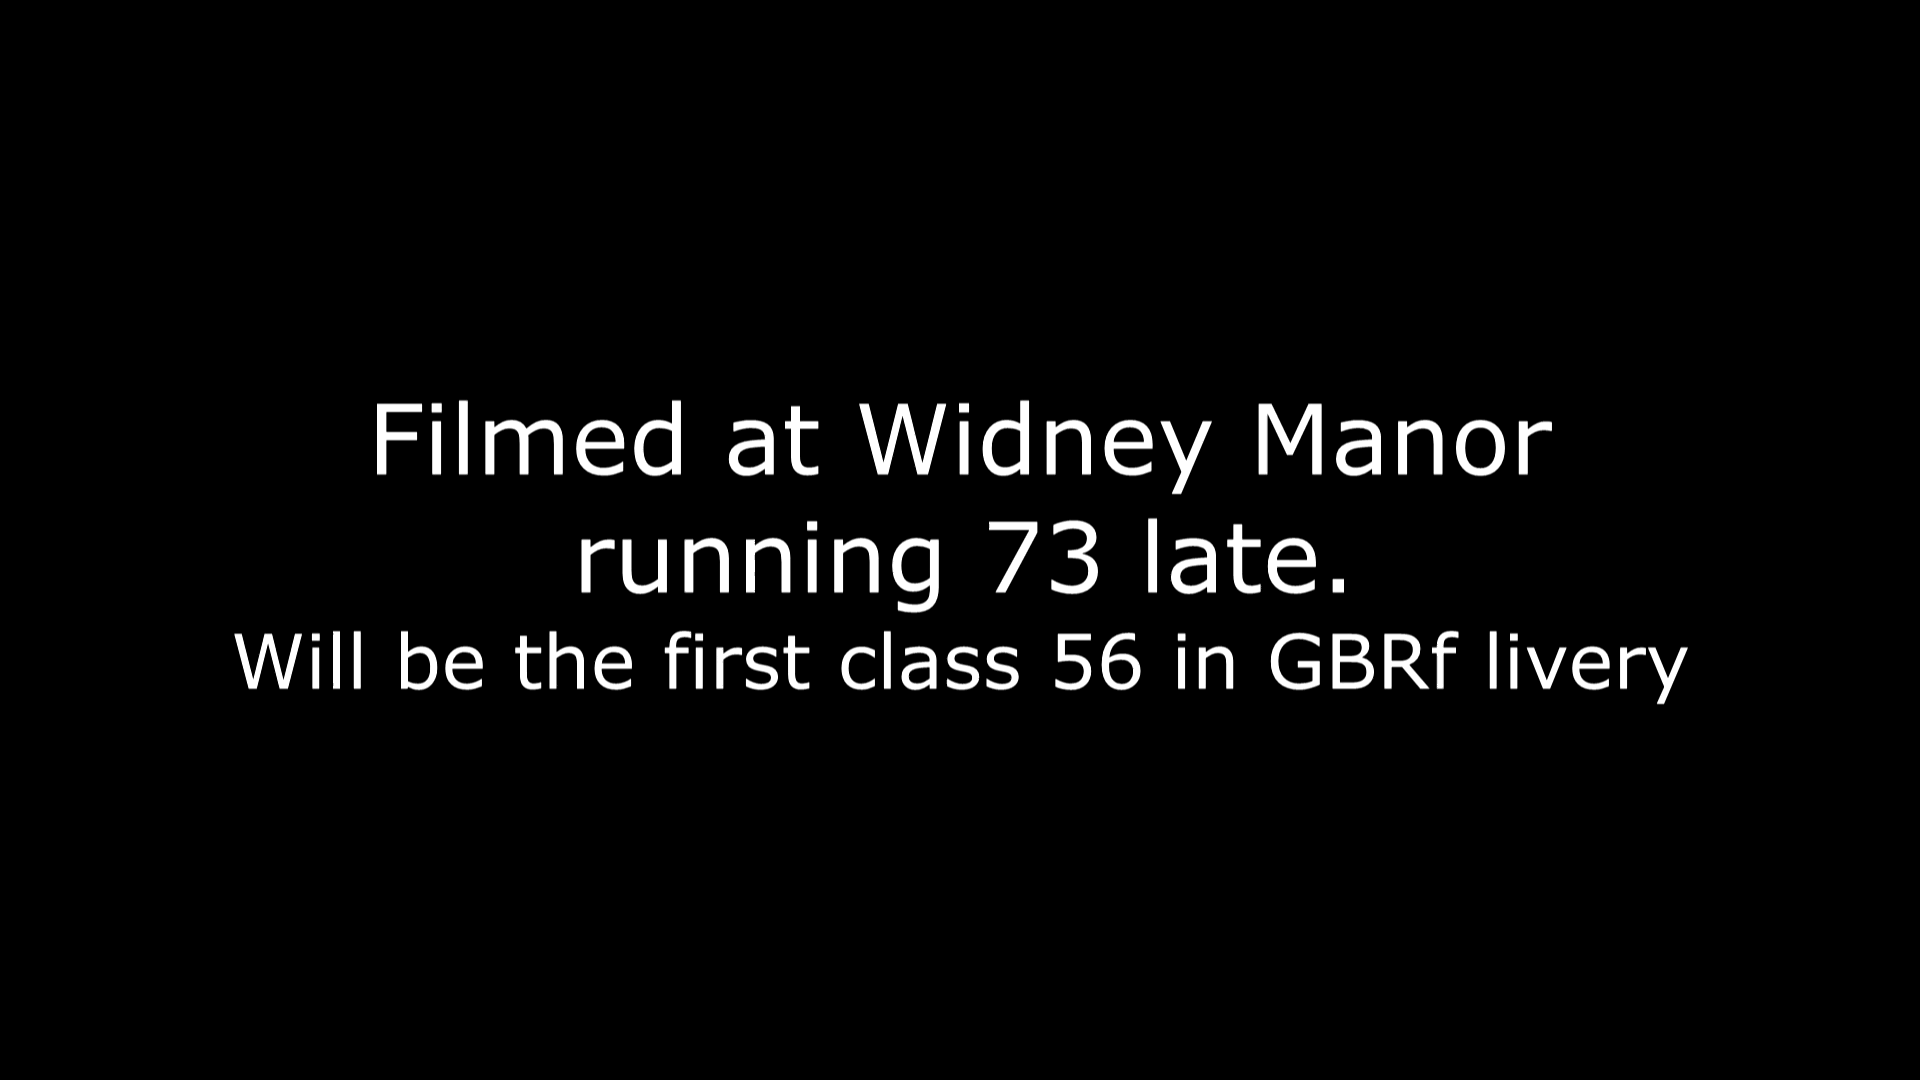 Filmed at Widney Manor
running 73 late.
Will be the first class 56 in GBRf livery